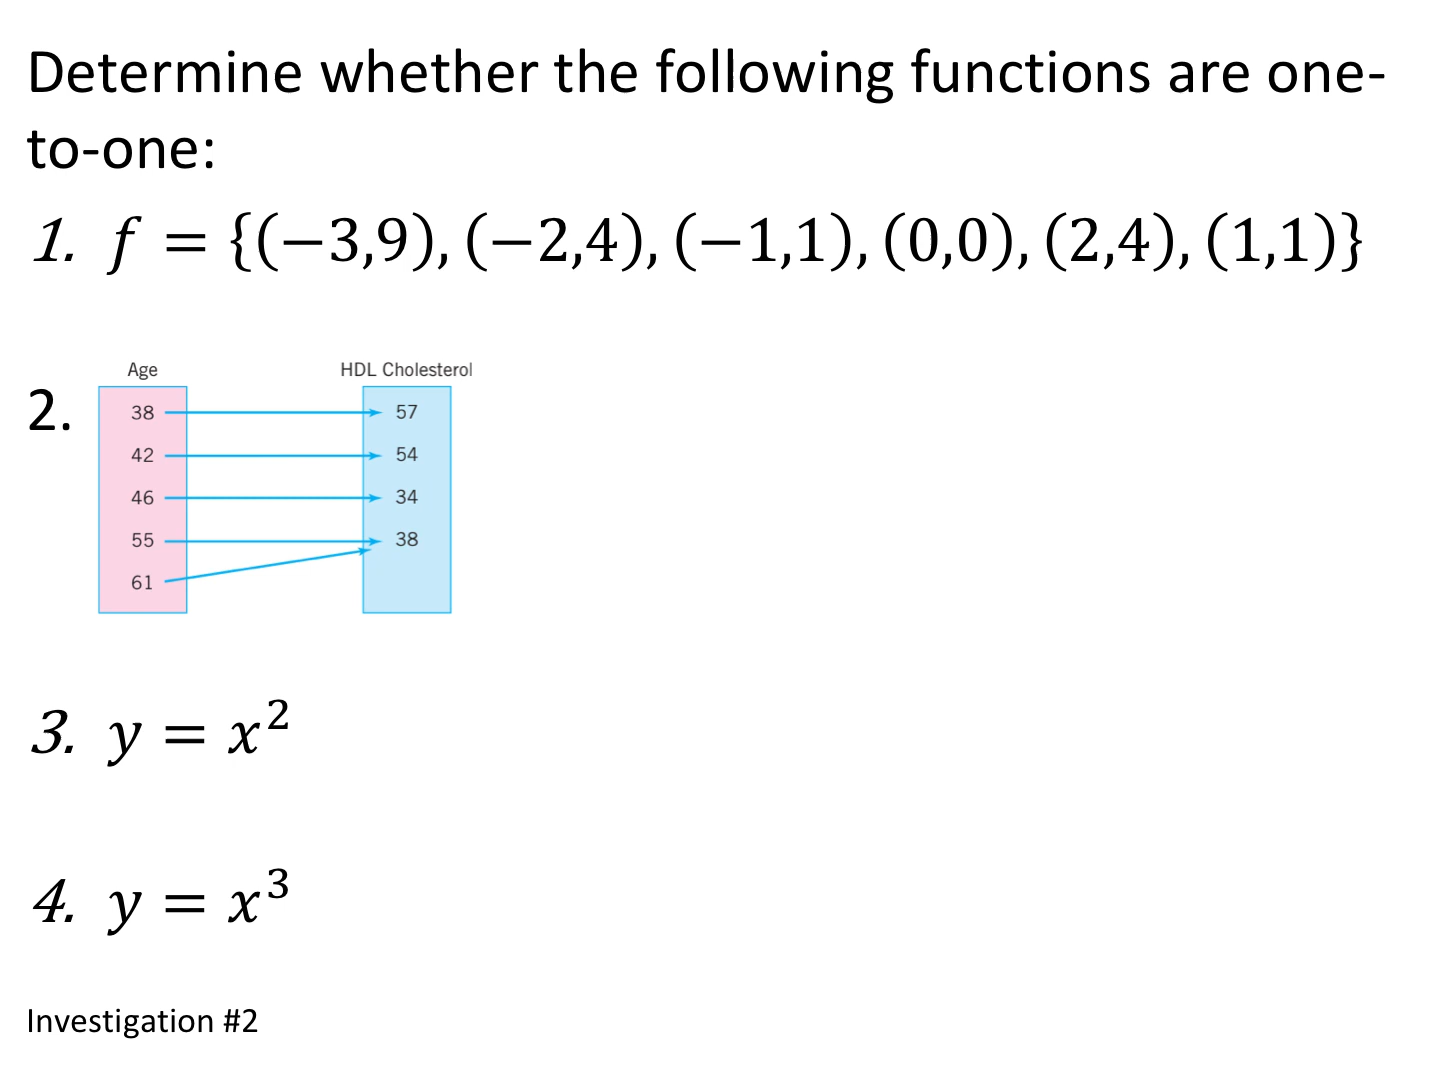 Determine whether the following functions are one-
to-one:
1. f = {(−3,9), (−2,4), (−1,1), (0,0), (2,4), (1,1)}
Age HDL Cholesterol
2.
38 57
42 54
46 34
55 38
61
3. y = x²
4. y = x³
Investigation #2